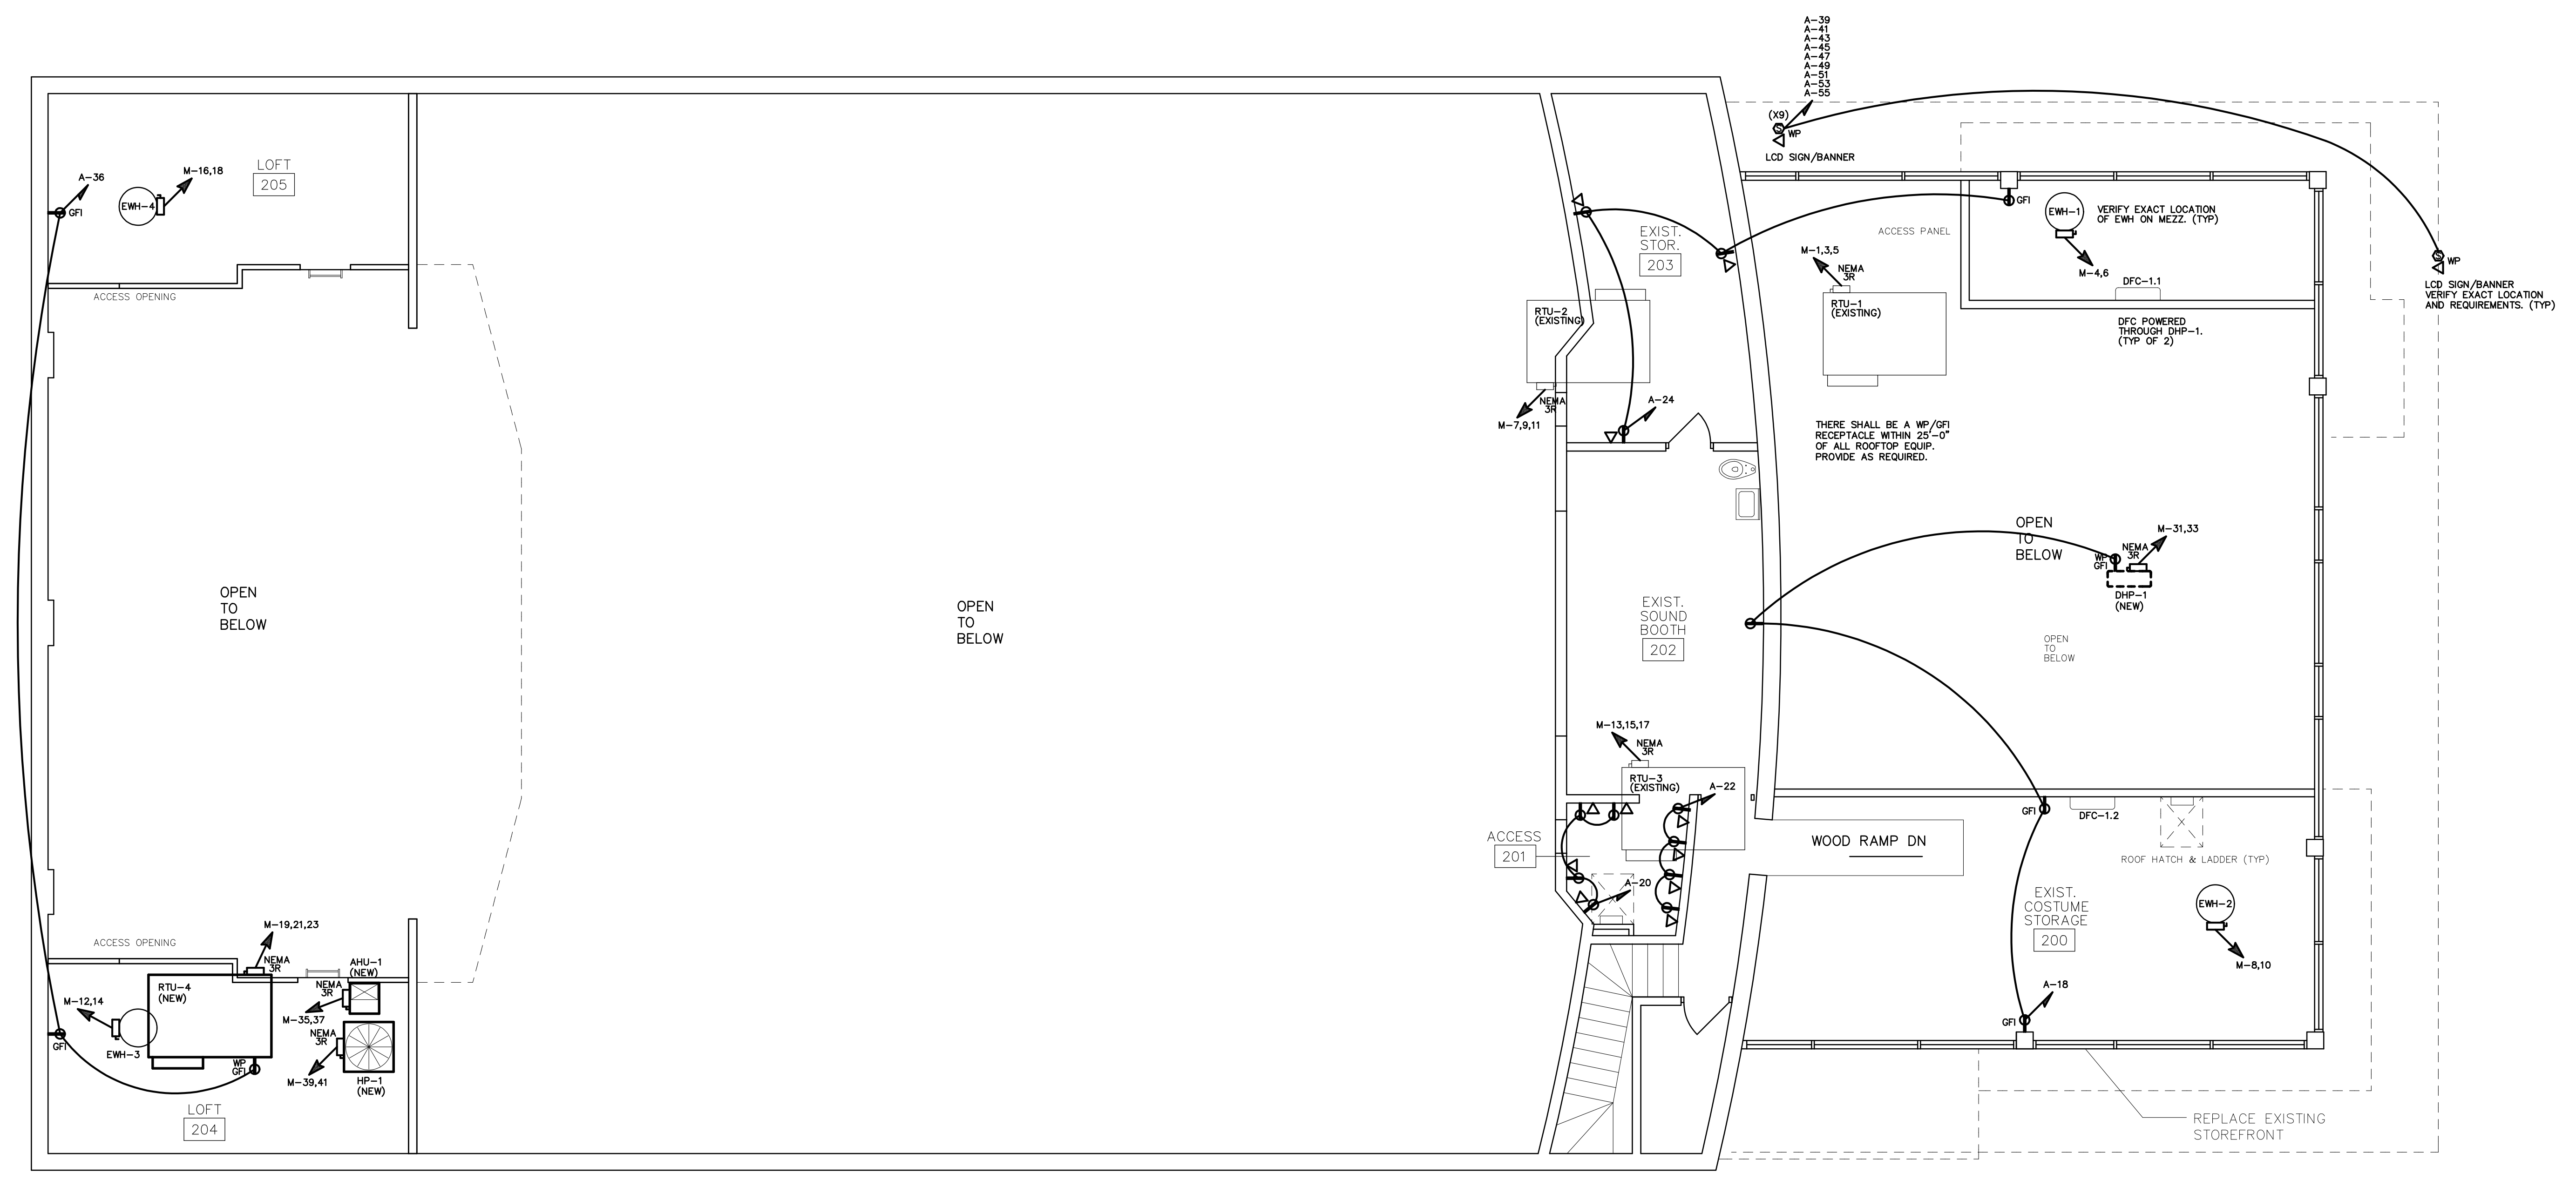 A-39
A-41
A-43
A-45
A-47
A-49
A-51
A-53
A-55
(X9)
S
WP
LCD SIGN/BANNER
A-36
GFI
EWH-4
M-16,18
LOFT
205
ACCESS OPENING
EXIST.
STOR.
203
GFI
EWH-1
VERIFY EXACT LOCATION
OF EWH ON MEZZ. (TYP)
ACCESS PANEL
M-4,6
DFC-1.1
S
WP
LCD SIGN/BANNER
VERIFY EXACT LOCATION
AND REQUIREMENTS. (TYP)
M-1,3,5
NEMA
3R
RTU-1
(EXISTING)
RTU-2
(EXISTING)
DFC POWERED
THROUGH DHP-1.
(TYP OF 2)
NEMA
3R
M-7,9,11
A-24
THERE SHALL BE A WP/GFI
RECEPTACLE WITHIN 25'-0"
OF ALL ROOFTOP EQUIP.
PROVIDE AS REQUIRED.
OPEN
TO
BELOW
M-31,33
WP
GFI
NEMA
3R
DHP-1
(NEW)
OPEN
TO
BELOW
OPEN
TO
BELOW
OPEN
TO
BELOW
EXIST.
SOUND
BOOTH
202
M-13,15,17
NEMA
3R
RTU-3
(EXISTING)
A-22
ACCESS
201
A-20
WOOD RAMP DN
GFI
DFC-1.2
ROOF HATCH & LADDER (TYP)
EXIST.
COSTUME
STORAGE
200
EWH-2
M-8,10
A-18
GFI
ACCESS OPENING
M-19,21,23
NEMA
3R
AHU-1
(NEW)
RTU-4
(NEW)
NEMA
3R
M-12,14
M-35,37
NEMA
3R
GFI
EWH-3
WP
GFI
M-39,41
HP-1
(NEW)
LOFT
204
REPLACE EXISTING
STOREFRONT